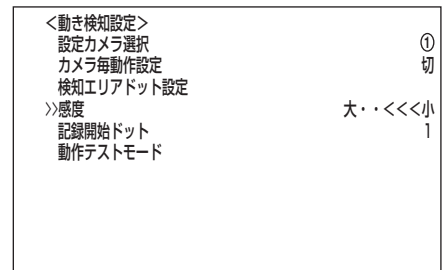 ＜動き検知設定＞
設定カメラ選択 ①
カメラ毎動作設定 切
検知エリアドット設定
>>感度 大・・＜＜＜小
記録開始ドット 1
動作テストモード